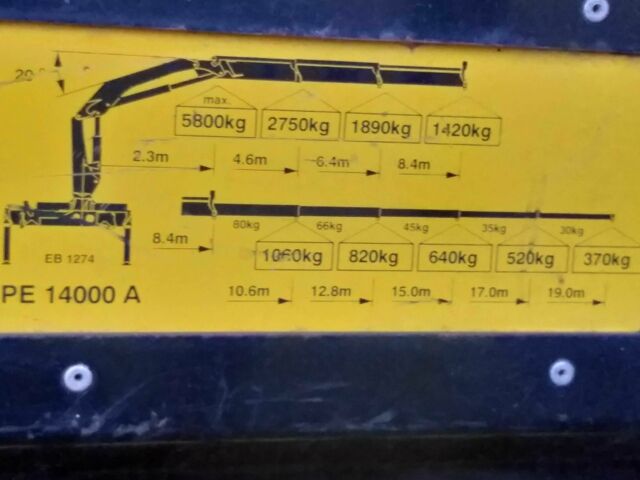 20
max.
5800kg 2750kg 1890kg 1420kg
2.3m 4.6m 6.4m 8.4m
80kg 66kg 45kg 35kg 30kg
8.4m
1060kg 820kg 640kg 520kg 370kg
EB 1274
PE 14000 A
10.6m 12.8m 15.0m 17.0m 19.0m